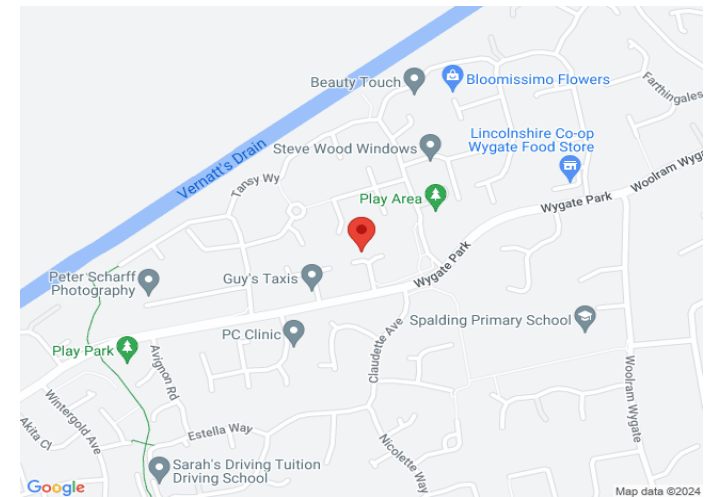 Beauty Touch
Bloomissimo Flowers
Farthingales
Steve Wood Windows
Lincolnshire Co-op
Wygate Food Store
Vernatt's Drain
Tansy Wy
Play Area
Wygate Park
Woolram Wyga
Peter Scharff
Photography
Guy's Taxis
Wygate Park
PC Clinic
Spalding Primary School
Play Park
Avignon Rd
Claudette Ave
Woolram Wygate
Wintergold Ave
Akita Cl
Estella Way
Nicolette Way
Sarah's Driving Tuition
Driving School
Google
Map data ©2024